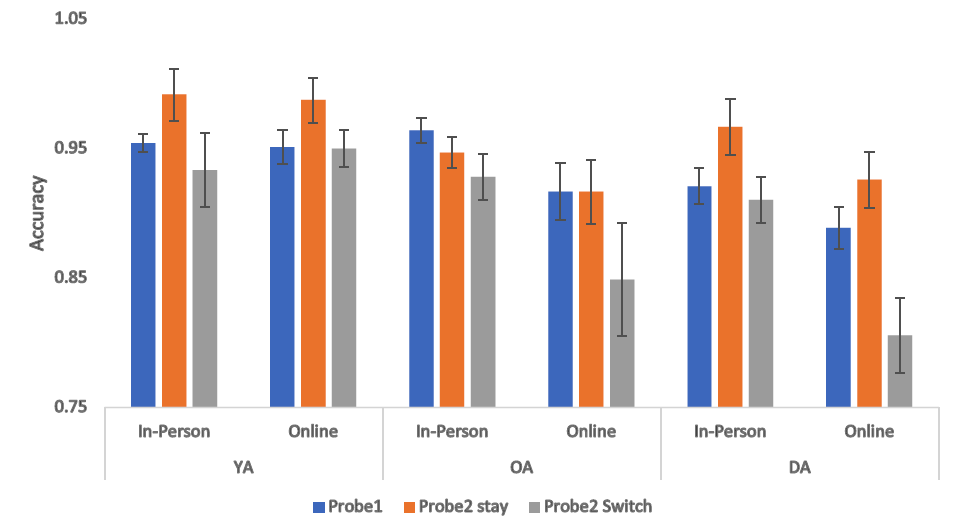 1.05
0.95
0.85
0.75
Accuracy
In-Person Online In-Person Online In-Person Online
YA OA DA
Probe1 Probe2 stay Probe2 Switch